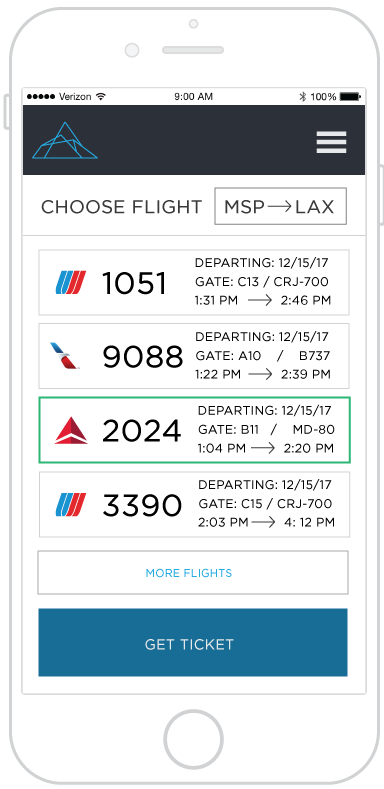 Verizon 9:00 AM 100%
CHOOSE FLIGHT MSP→LAX
1051
DEPARTING: 12/15/17
GATE: C13 / CRJ-700
1:31 PM → 2:46 PM
9088
DEPARTING: 12/15/17
GATE: A10 / B737
1:22 PM → 2:39 PM
2024
DEPARTING: 12/15/17
GATE: B11 / MD-80
1:04 PM → 2:20 PM
3390
DEPARTING: 12/15/17
GATE: C15 / CRJ-700
2:03 PM → 4: 12 PM
MORE FLIGHTS
GET TICKET